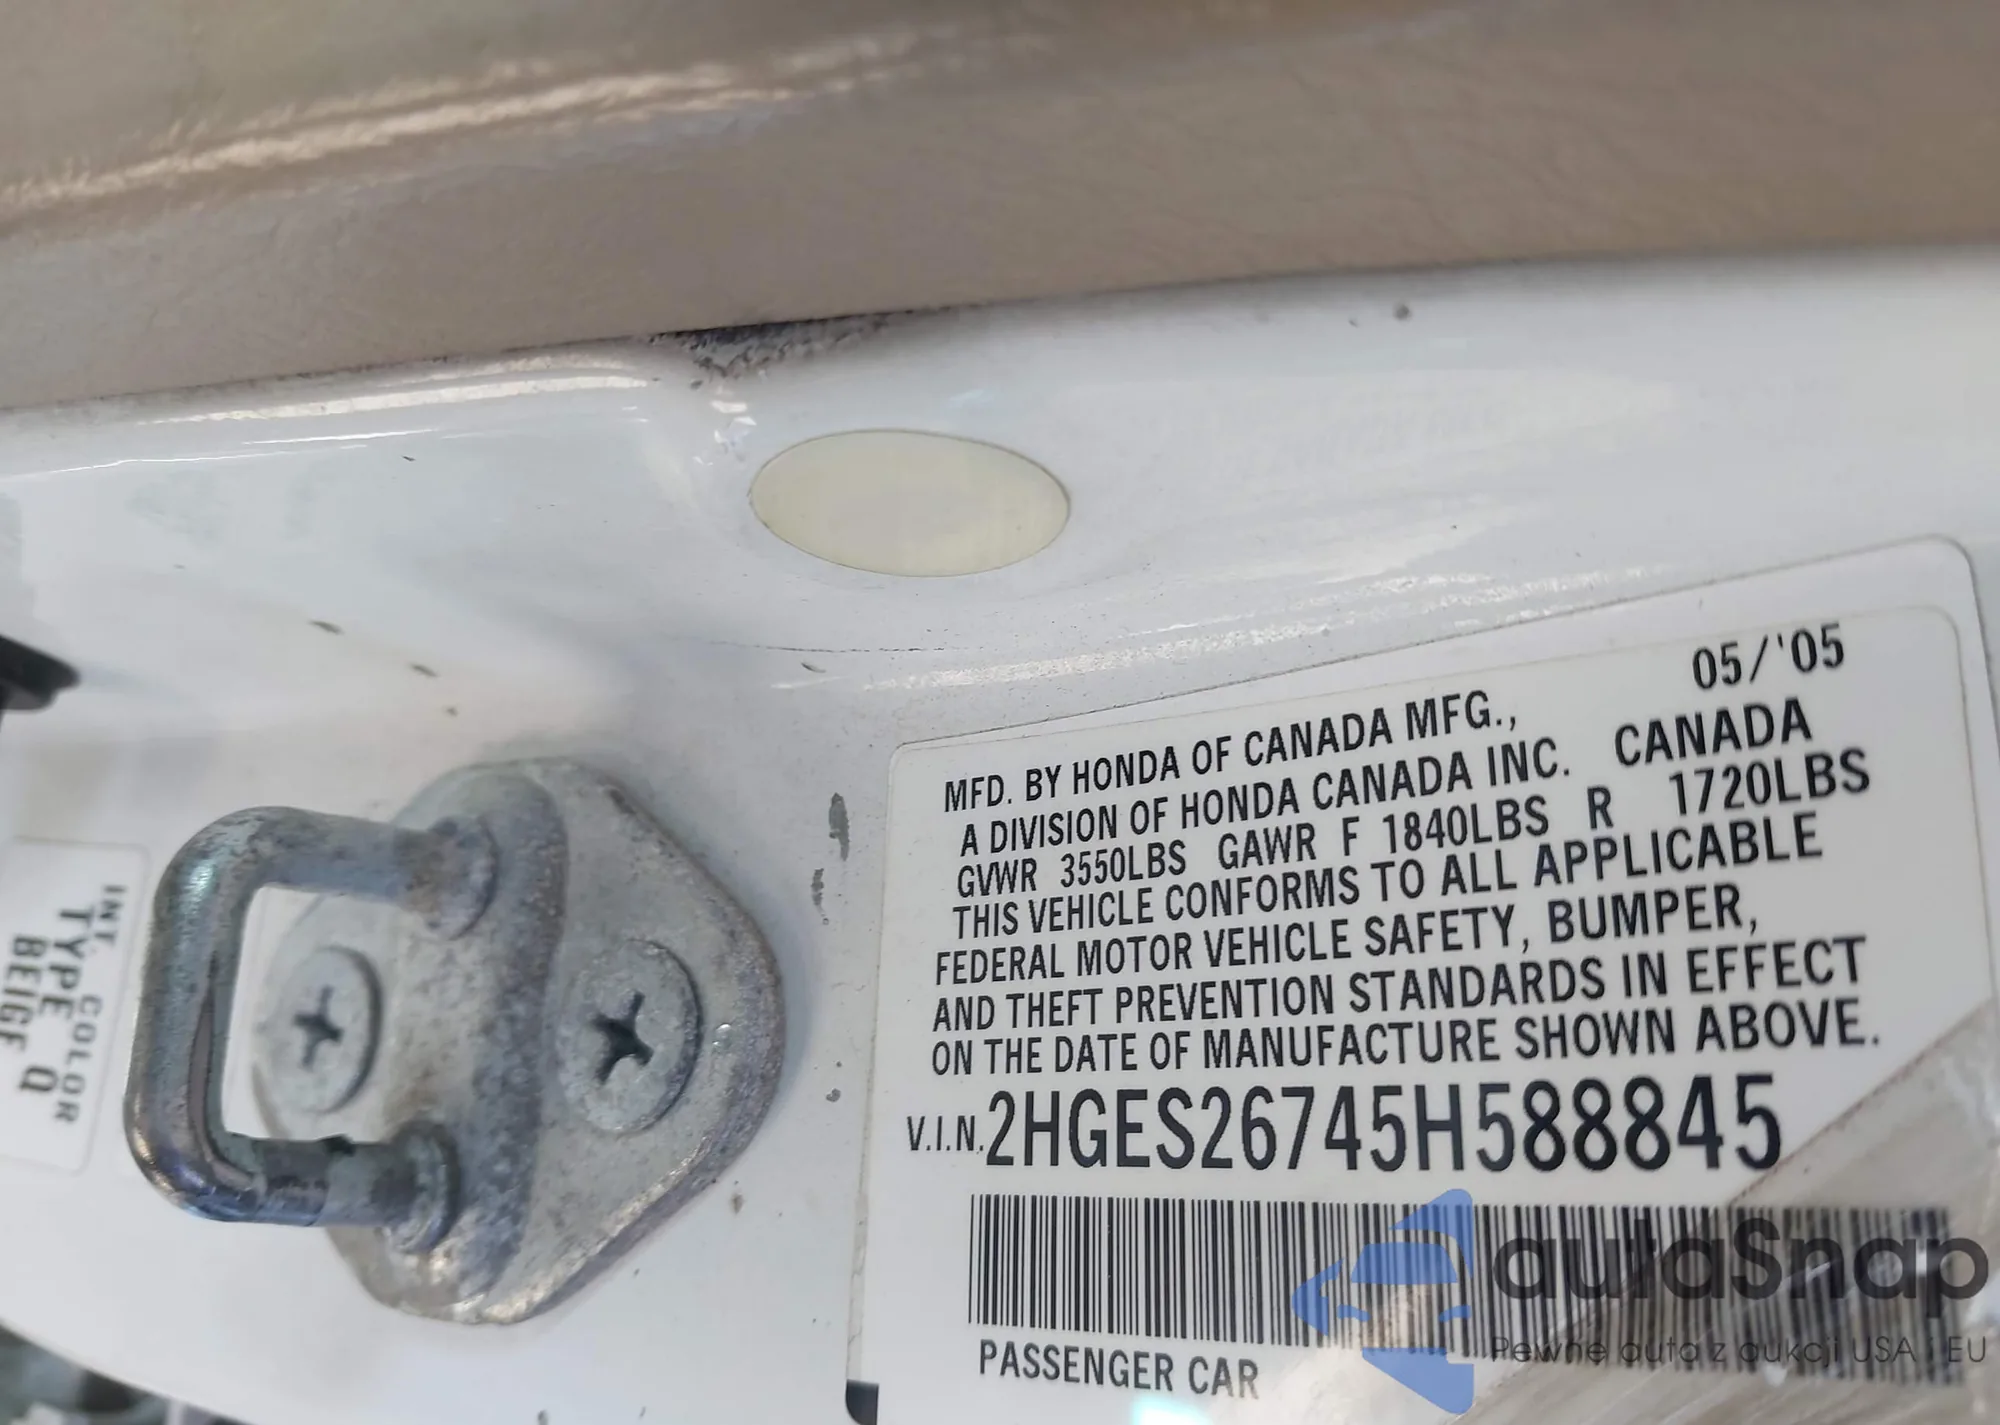 05/'05
MFD. BY HONDA OF CANADA MFG.,
A DIVISION OF HONDA CANADA INC. CANADA
GVWR 3550LBS GAWR F 1840LBS R 1720LBS
THIS VEHICLE CONFORMS TO ALL APPLICABLE
FEDERAL MOTOR VEHICLE SAFETY, BUMPER,
AND THEFT PREVENTION STANDARDS IN EFFECT
ON THE DATE OF MANUFACTURE SHOWN ABOVE.
V.I.N. 2HGES26745H588845
PASSENGER CAR
INT. COLOR
TYPE Q
BEIGE
autaSnap
Pewne auta z aukcji USA i EU